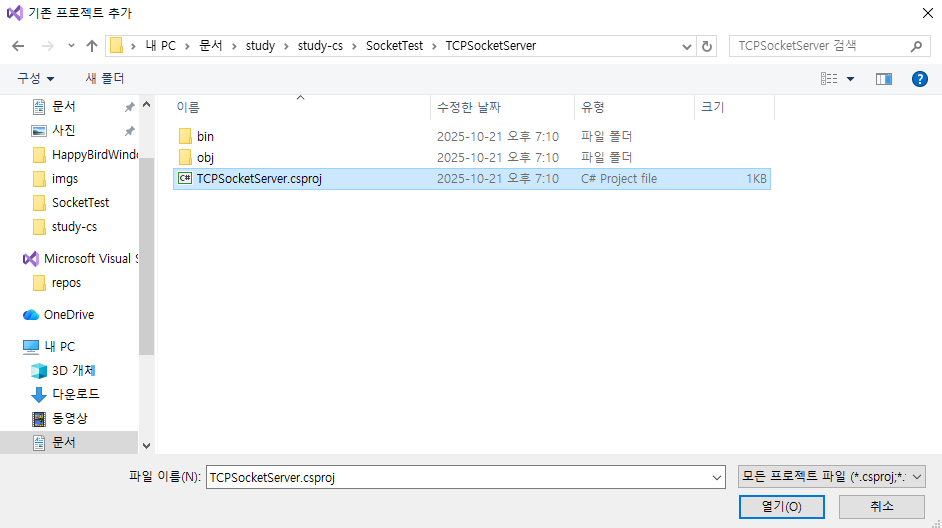 기존 프로젝트 추가
내 PC > 문서 > study > study-cs > SocketTest > TCPSocketServer
TCPSocketServer 검색
구성
새 폴더
문서
사진
HappyBirdWind
imgs
SocketTest
study-cs
Microsoft Visual S
repos
OneDrive
내 PC
3D 개체
다운로드
동영상
문서
이름 수정한 날짜 유형 크기
bin 2025-10-21 오후 7:10 파일 폴더
obj 2025-10-21 오후 7:10 파일 폴더
C# TCPSocketServer.csproj 2025-10-21 오후 7:10 C# Project file 1KB
파일 이름(N): TCPSocketServer.csproj
모든 프로젝트 파일 (*.csproj;*.
열기(O)
취소